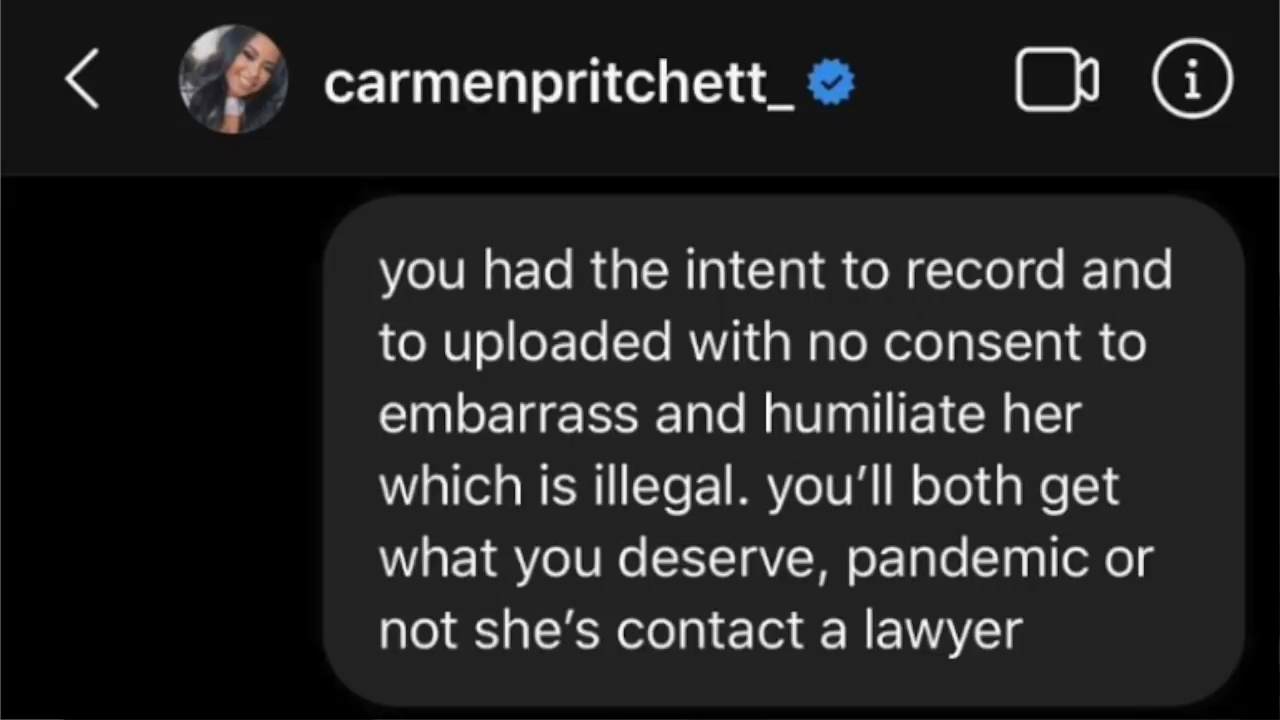 carmenpritchett_
you had the intent to record and
to uploaded with no consent to
embarrass and humiliate her
which is illegal. you’ll both get
what you deserve, pandemic or
not she’s contact a lawyer